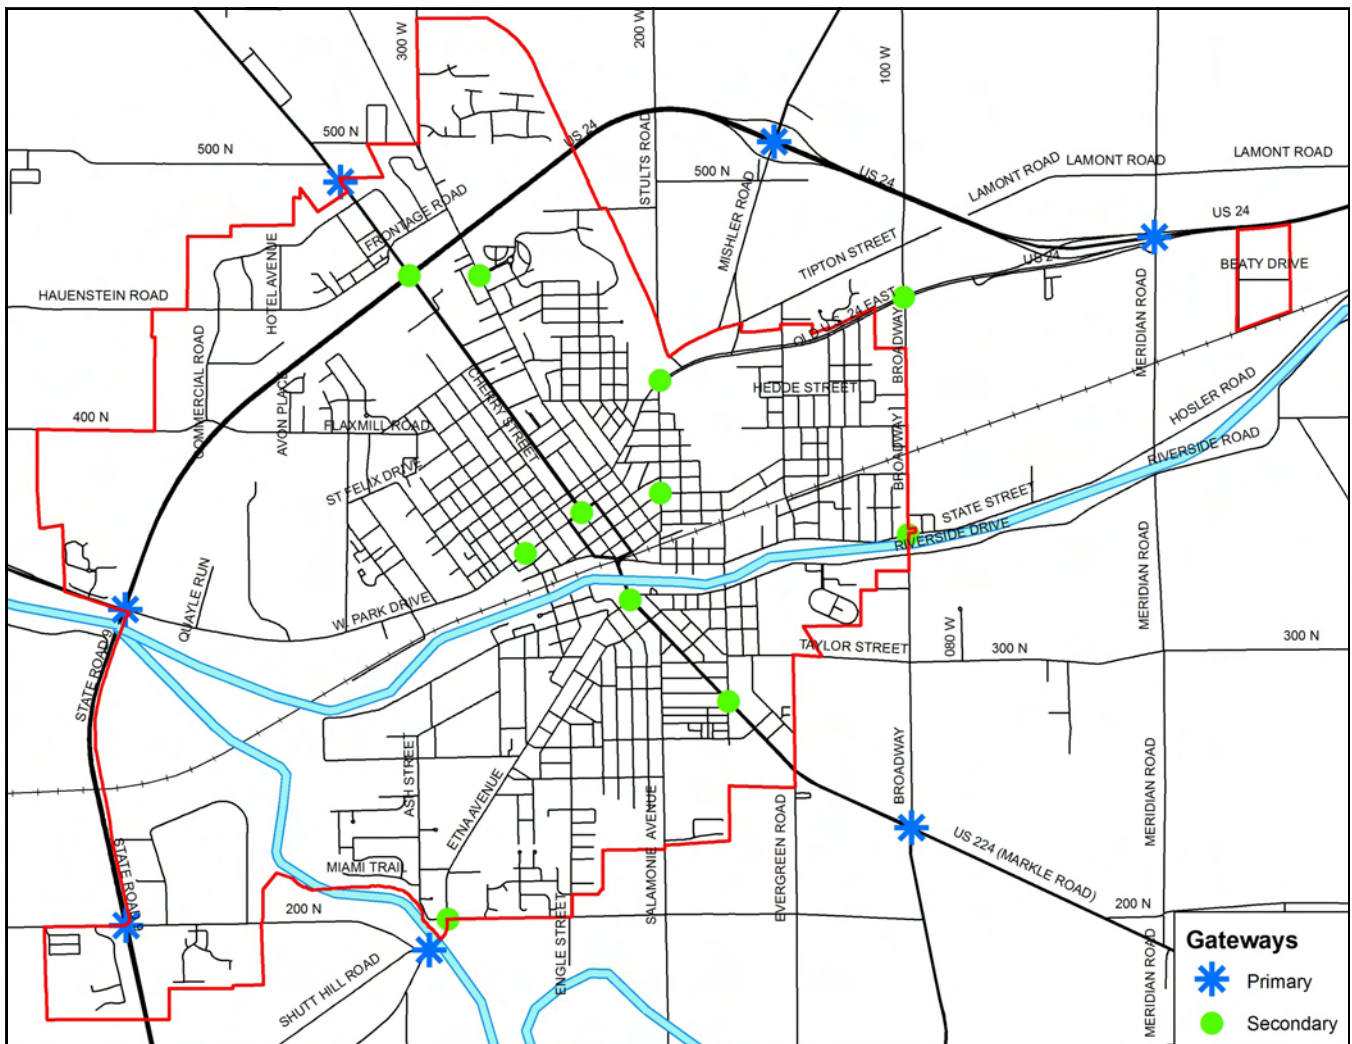 300 W
200 W
100 W
500 N
500 N
US 24
STULTS ROAD
500 N
MISHLER ROAD
US 24
LAMONT ROAD
LAMONT ROAD
LAMONT ROAD
US 24
FRONTAGE ROAD
HOTEL AVENUE
TIPTON STREET
US 24
BEATY DRIVE
HAUENSTEIN ROAD
OLD U.S. 24 EAST
BROADWAY
MERIDIAN ROAD
COMMERCIAL ROAD
CHERRY STREET
HEDDE STREET
AVON PLACE
HOSLER ROAD
400 N
FLAXMILL ROAD
BROADWAY
RIVERSIDE ROAD
ST FELIX DRIVE
STATE STREET
RIVERSIDE DRIVE
MERIDIAN ROAD
QUAYLE RUN
W. PARK DRIVE
STATE ROAD 9
TAYLOR STREET
080 W
300 N
300 N
ASH STREE
ETNA AVENUE
BROADWAY
MERIDIAN ROAD
SALAMONIE AVENUE
EVERGREEN ROAD
US 224 (MARKLE ROAD)
STATE ROAD 9
MIAMI TRAIL
200 N
200 N
ENGLE STREET
SHUTT HILL ROAD
MERIDIAN ROAD
Gateways
Primary
Secondary